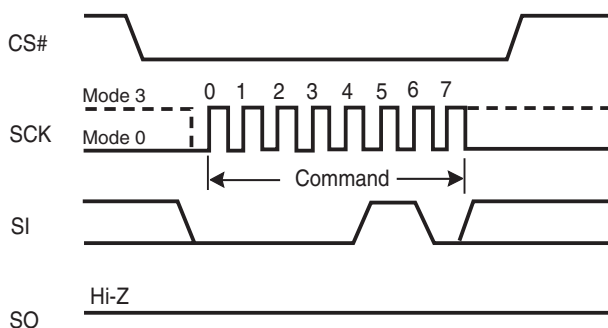 CS#
Mode 3
0 1 2 3 4 5 6 7
SCK
Mode 0
Command
SI
Hi-Z
SO